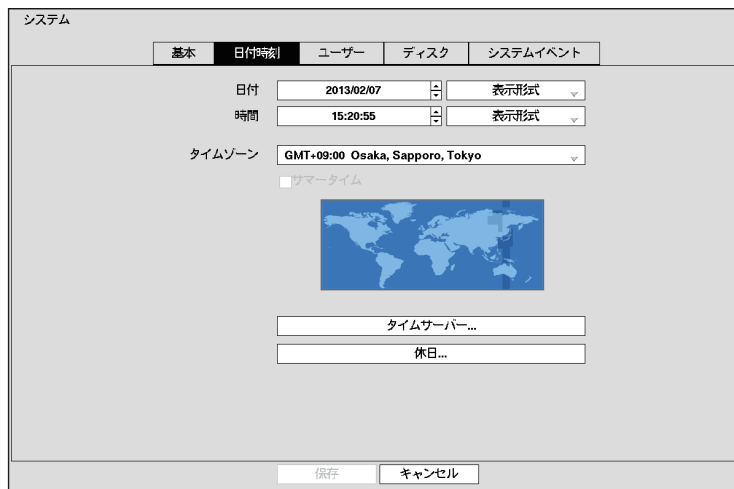 システム
基本 日付時刻 ユーザー ディスク システムイベント
日付 2013/02/07 表示形式
時間 15:20:55 表示形式
タイムゾーン GMT+09:00 Osaka, Sapporo, Tokyo
サマータイム
タイムサーバー...
休日...
保存 キャンセル